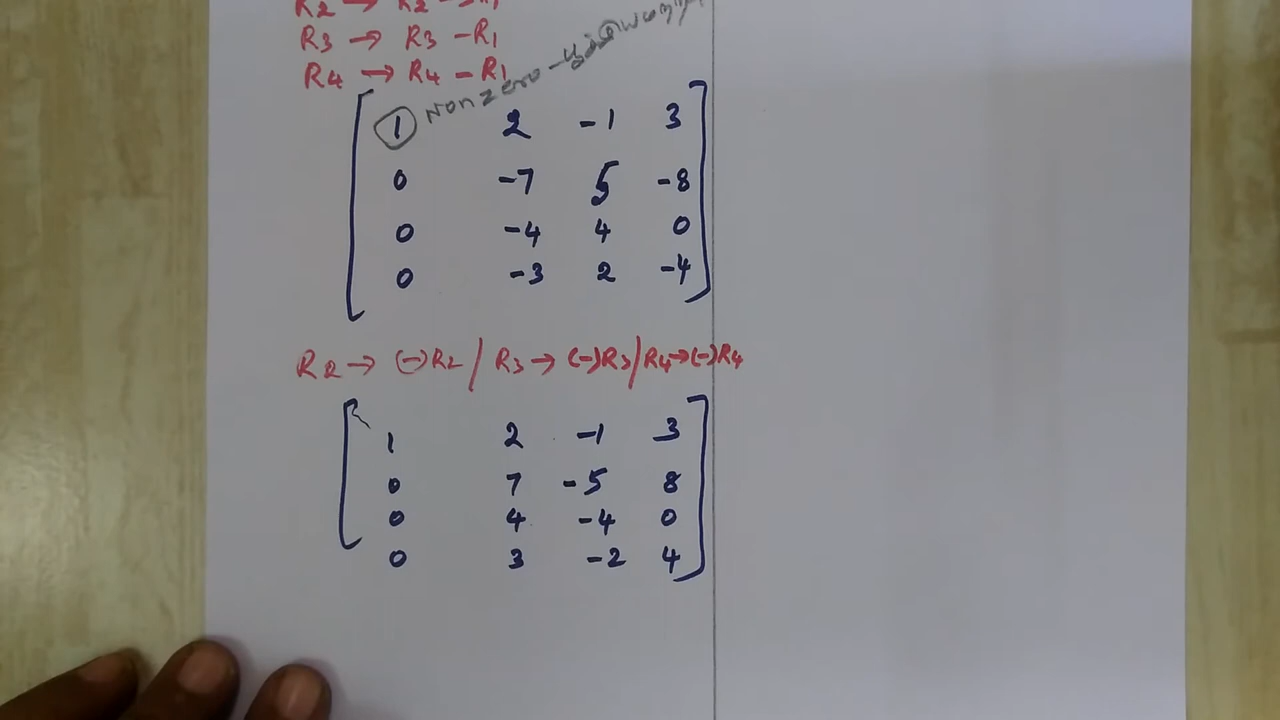 R3 → R3 - R1
R4 → R4 - R1
Non zero -
1 2 -1 3
0 -7 5 -8
0 -4 4 0
0 -3 2 -4
R2 → (-)R2 / R3 → (-)R3 / R4 → (-)R4
1 2 -1 3
0 7 -5 8
0 4 -4 0
0 3 -2 4